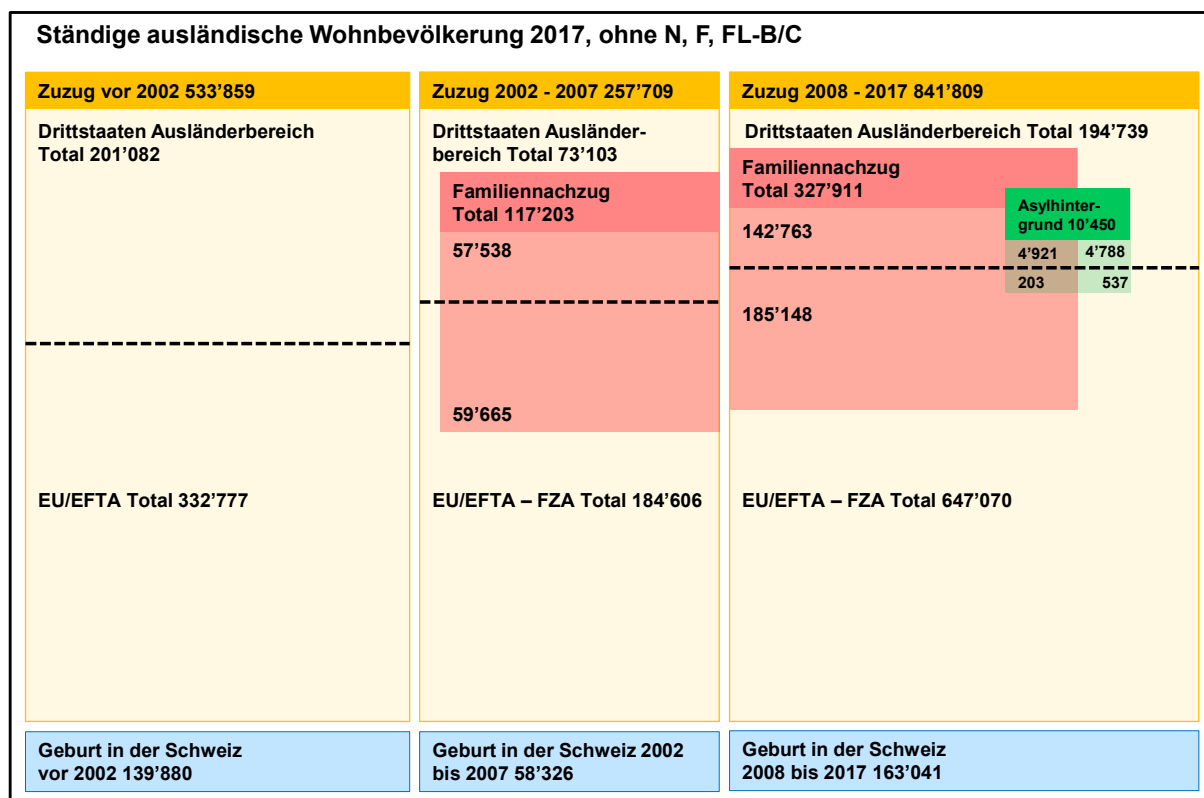 Ständige ausländische Wohnbevölkerung 2017, ohne N, F, FL-B/C
Zuzug vor 2002 533’859
Drittstaaten Ausländerbereich
Total 201’082
EU/EFTA Total 332’777
Geburt in der Schweiz
vor 2002 139’880
Zuzug 2002 - 2007 257’709
Drittstaaten Auslände­r-
bereich Total 73’103
Familiennachzug
Total 117’203
57’538
59’665
EU/EFTA – FZA Total 184’606
Geburt in der Schweiz 2002
bis 2007 58’326
Zuzug 2008 - 2017 841’809
Drittstaaten Ausländerbereich Total 194’739
Familiennachzug
Total 327’911
142’763
Asylhinter-
grund 10’450
4’921 4’788
203 537
185’148
EU/EFTA – FZA Total 647’070
Geburt in der Schweiz
2008 bis 2017 163’041